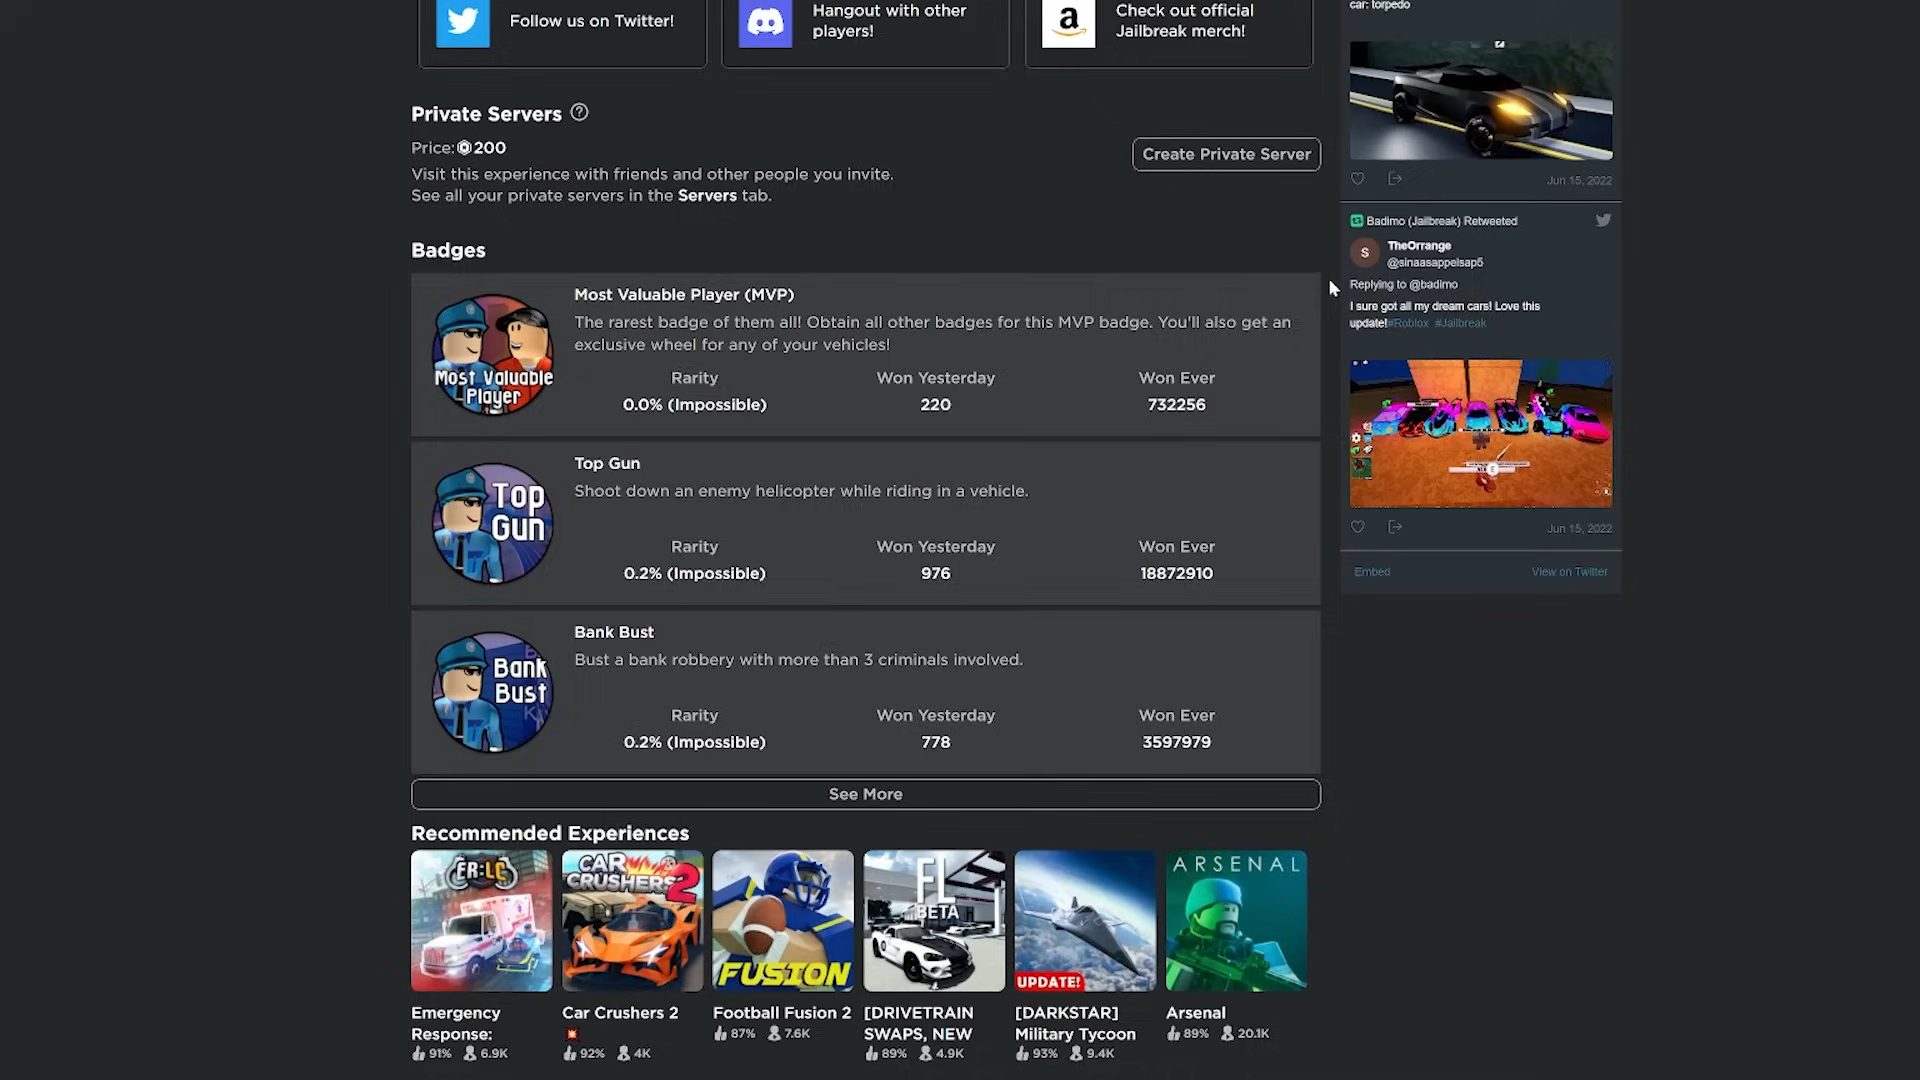 Follow us on Twitter!
Hangout with other
players!
a
Check out official
Jailbreak merch!
car: torpedo
Private Servers
Price: 200
Visit this experience with friends and other people you invite.
See all your private servers in the Servers tab.
Create Private Server
Jun 15, 2022
Badimo (Jailbreak) Retweeted
S
TheOrrange
@sinaasappelsap5
Replying to @badimo
I sure got all my dream cars! Love this
update!#Roblox #Jailbreak
Jun 15, 2022
Embed
View on Twitter
Badges
Most Valuable
Player
Most Valuable Player (MVP)
The rarest badge of them all! Obtain all other badges for this MVP badge. You'll also get an
exclusive wheel for any of your vehicles!
Rarity
Won Yesterday
Won Ever
0.0% (Impossible)
220
732256
Top
Gun
Top Gun
Shoot down an enemy helicopter while riding in a vehicle.
Rarity
Won Yesterday
Won Ever
0.2% (Impossible)
976
18872910
Bank
Bust
Bank Bust
Bust a bank robbery with more than 3 criminals involved.
Rarity
Won Yesterday
Won Ever
0.2% (Impossible)
778
3597979
See More
Recommended Experiences
ER:LC
CAR
CRUSHERS 2
FUSION
FL
BETA
UPDATE!
ARSENAL
Emergency
Response:
91% 6.9K
Car Crushers 2
92% 4K
Football Fusion 2
87% 7.6K
[DRIVETRAIN
SWAPS, NEW
89% 4.9K
[DARKSTAR]
Military Tycoon
93% 9.4K
Arsenal
89% 20.1K